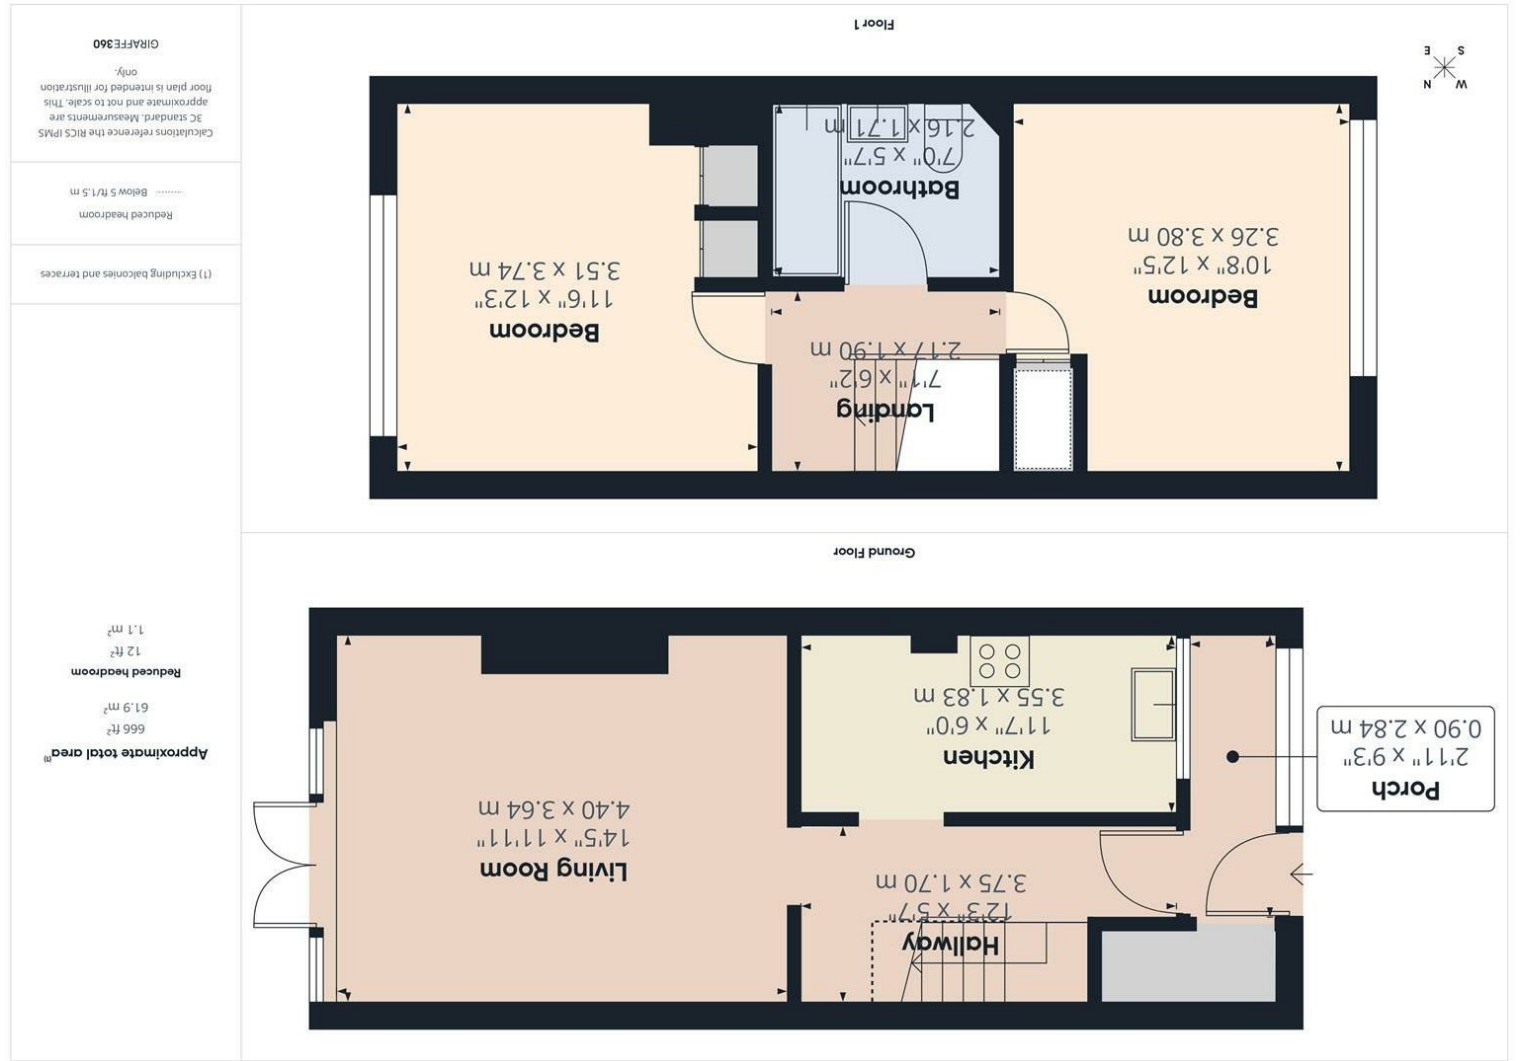 Hallway
12'3" x 5'7"
3.75 x 1.70 m
Living Room
14'5" x 11'11"
4.40 x 3.64 m
Porch
2'11" x 9'3"
0.90 x 2.84 m
Kitchen
11'7" x 6'0"
3.55 x 1.83 m
Ground Floor
Landing
7'1" x 6'2"
2.17 x 1.90 m
Bedroom
11'6" x 12'3"
3.51 x 3.74 m
Bedroom
10'8" x 12'5"
3.26 x 3.80 m
Bathroom
7'0" x 5'7"
2.16 x 1.71 m
W N
S E
Floor 1
Approximate total area(1)
666 ft²
61.9 m²
Reduced headroom
12 ft²
1.1 m²
(1) Excluding balconies and terraces
Reduced headroom
........ Below 5 ft/1.5 m
Calculations reference the RICS IPMS
3C standard. Measurements are
approximate and not to scale. This
floor plan is intended for illustration
only.
GIRAFFE360